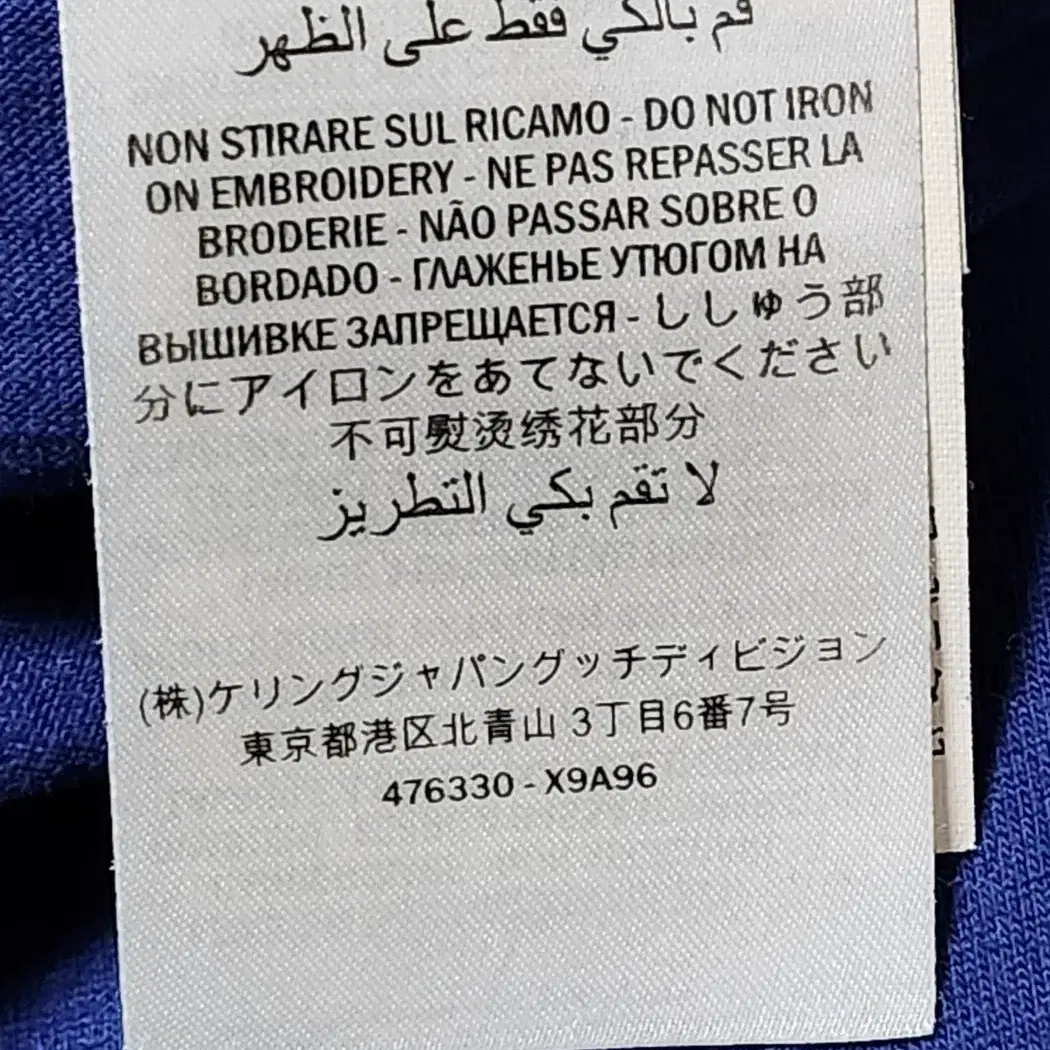 قم بالكي فقط على الظهر
NON STIRARE SUL RICAMO - DO NOT IRON
ON EMBROIDERY - NE PAS REPASSER LA
BRODERIE - NÃO PASSAR SOBRE O
BORDADO - ГЛАЖЕНЬЕ УТЮГОМ НА
ВЫШИВКЕ ЗАПРЕЩАЕТСЯ - ししゅう部
分にアイロンをあてないでください
不可熨烫绣花部分
لا تقم بكي التطريز
(株)ケリングジャパングッチディビジョン
東京都港区北青山 3丁目6番7号
476330 - X9A96